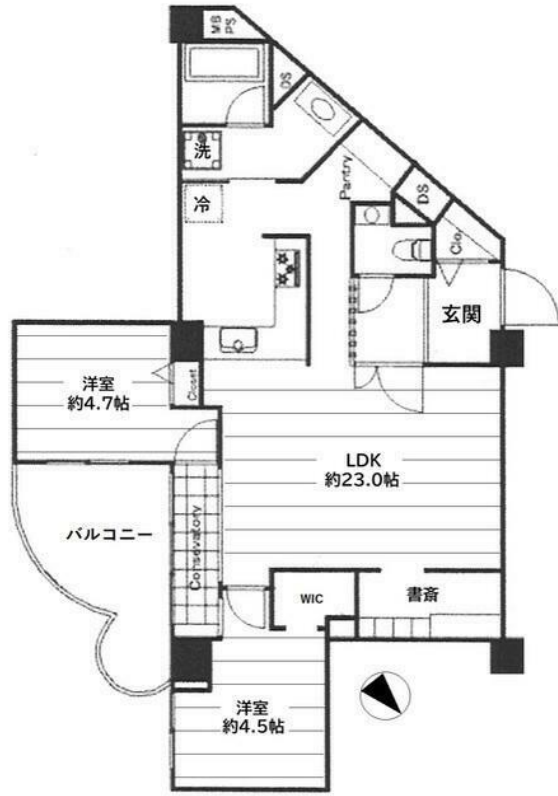 MB
PS
DS
洗
Pantry
冷
DS
Clo.
玄関
洋室
約4.7帖
Closet
LDK
約23.0帖
バルコニー
Consevatory
WIC
書斎
洋室
約4.5帖